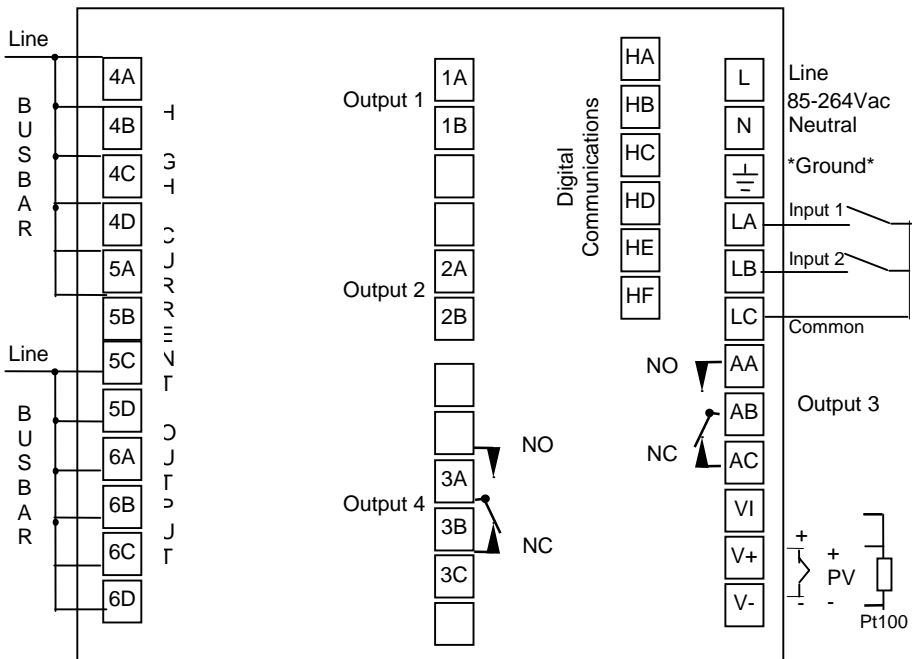 Line
BUSBAR
Line
BUSBAR
4A
4B
4C
4D
5A
5B
5C
5D
6A
6B
6C
6D
H GH CURRENT OUTPUT
Output 1
Output 2
Output 4
1A
1B
2A
2B
3A
3B
3C
NO
NC
Digital
Communications
HA
HB
HC
HD
HE
HF
L
N
LA
LB
LC
AA
AB
AC
VI
V+
V-
NO
NC
Line
85-264Vac
Neutral
*Ground*
Input 1
Input 2
Common
Output 3
+
-
+
PV
-
Pt100